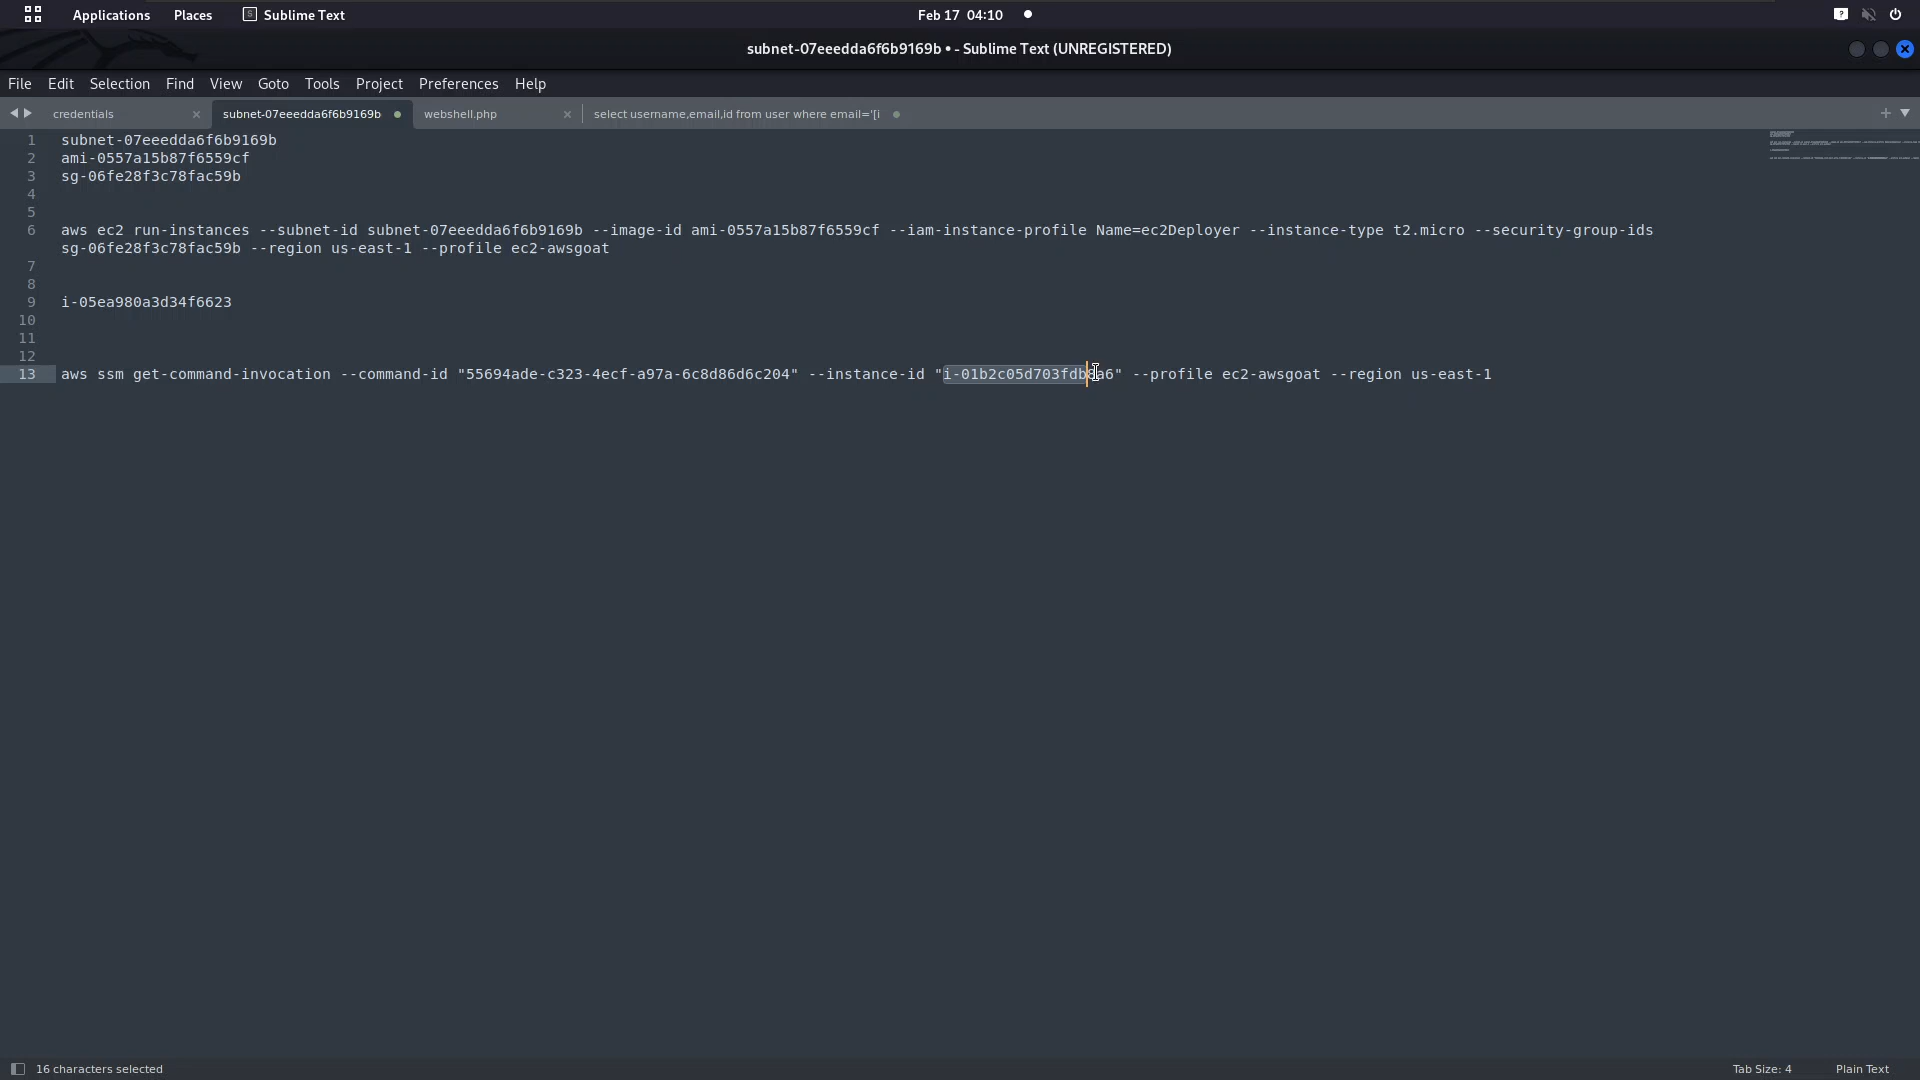 Applications Places Sublime Text Feb 17 04:10
subnet-07eeedda6f6b9169b • - Sublime Text (UNREGISTERED)
File Edit Selection Find View Goto Tools Project Preferences Help
credentials subnet-07eeedda6f6b9169b webshell.php select username,email,id from user where email='[i
1 subnet-07eeedda6f6b9169b
2 ami-0557a15b87f6559cf
3 sg-06fe28f3c78fac59b
4
5
6 aws ec2 run-instances --subnet-id subnet-07eeedda6f6b9169b --image-id ami-0557a15b87f6559cf --iam-instance-profile Name=ec2Deployer --instance-type t2.micro --security-group-ids
sg-06fe28f3c78fac59b --region us-east-1 --profile ec2-awsgoat
7
8
9 i-05ea980a3d34f6623
10
11
12
13 aws ssm get-command-invocation --command-id "55694ade-c323-4ecf-a97a-6c8d86d6c204" --instance-id "i-01b2c05d703fdb8a6" --profile ec2-awsgoat --region us-east-1
16 characters selected Tab Size: 4 Plain Text